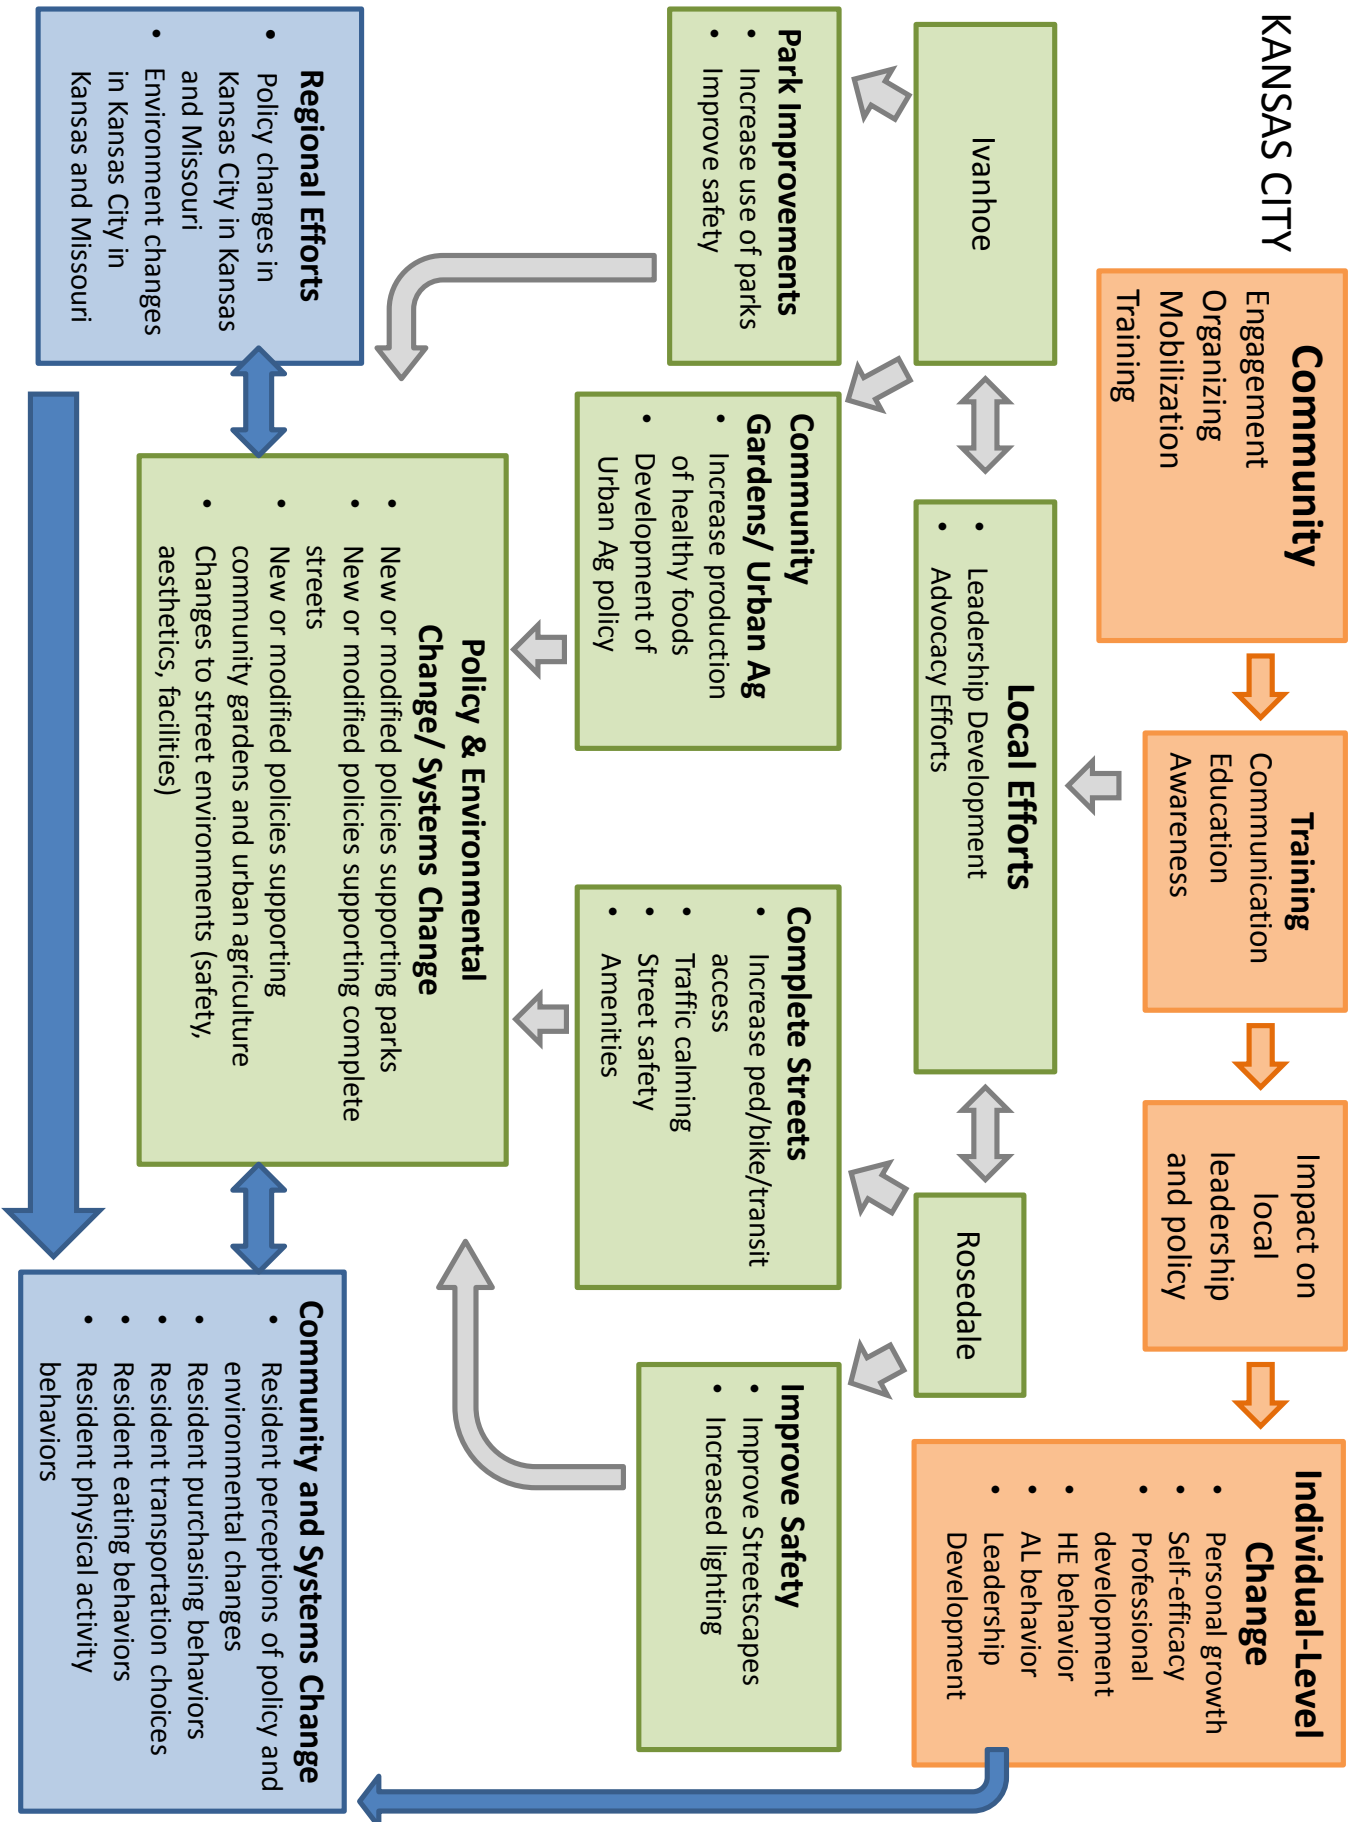 KANSAS CITY
Community
Engagement
Organizing
Mobilization
Training
Training
Communication
Education
Awareness
Impact on
local
leadership
and policy
Individual-Level
Change
• Personal growth
• Self-efficacy
• Professional
development
• HE behavior
• AL behavior
• Leadership
Development
Ivanhoe
Local Efforts
• Leadership Development
• Advocacy Efforts
Rosedale
Park Improvements
• Increase use of parks
• Improve safety
Community
Gardens/ Urban Ag
• Increase production
of healthy foods
• Development of
Urban Ag policy
Complete Streets
• Increase ped/bike/transit
access
• Traffic calming
• Street safety
• Amenities
Improve Safety
• Improve Streetscapes
• Increased lighting
Regional Efforts
• Policy changes in
Kansas City in Kansas
and Missouri
• Environment changes
in Kansas City in
Kansas and Missouri
Policy & Environmental
Change/ Systems Change
• New or modified policies supporting parks
• New or modified policies supporting complete
streets
• New or modified policies supporting
community gardens and urban agriculture
• Changes to street environments (safety,
aesthetics, facilities)
Community and Systems Change
• Resident perceptions of policy and
environmental changes
• Resident purchasing behaviors
• Resident transportation choices
• Resident eating behaviors
• Resident physical activity
behaviors